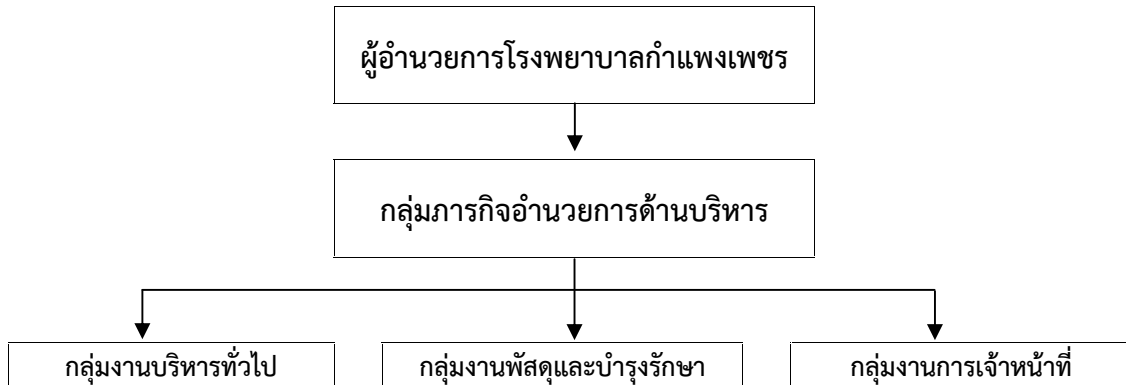 ผู้อำนวยการโรงพยาบาลกำแพงเพชร
กลุ่มภารกิจอำนวยการด้านบริหาร
กลุ่มงานบริหารทั่วไป
กลุ่มงานพัสดุและบำรุงรักษา
กลุ่มงานการเจ้าหน้าที่